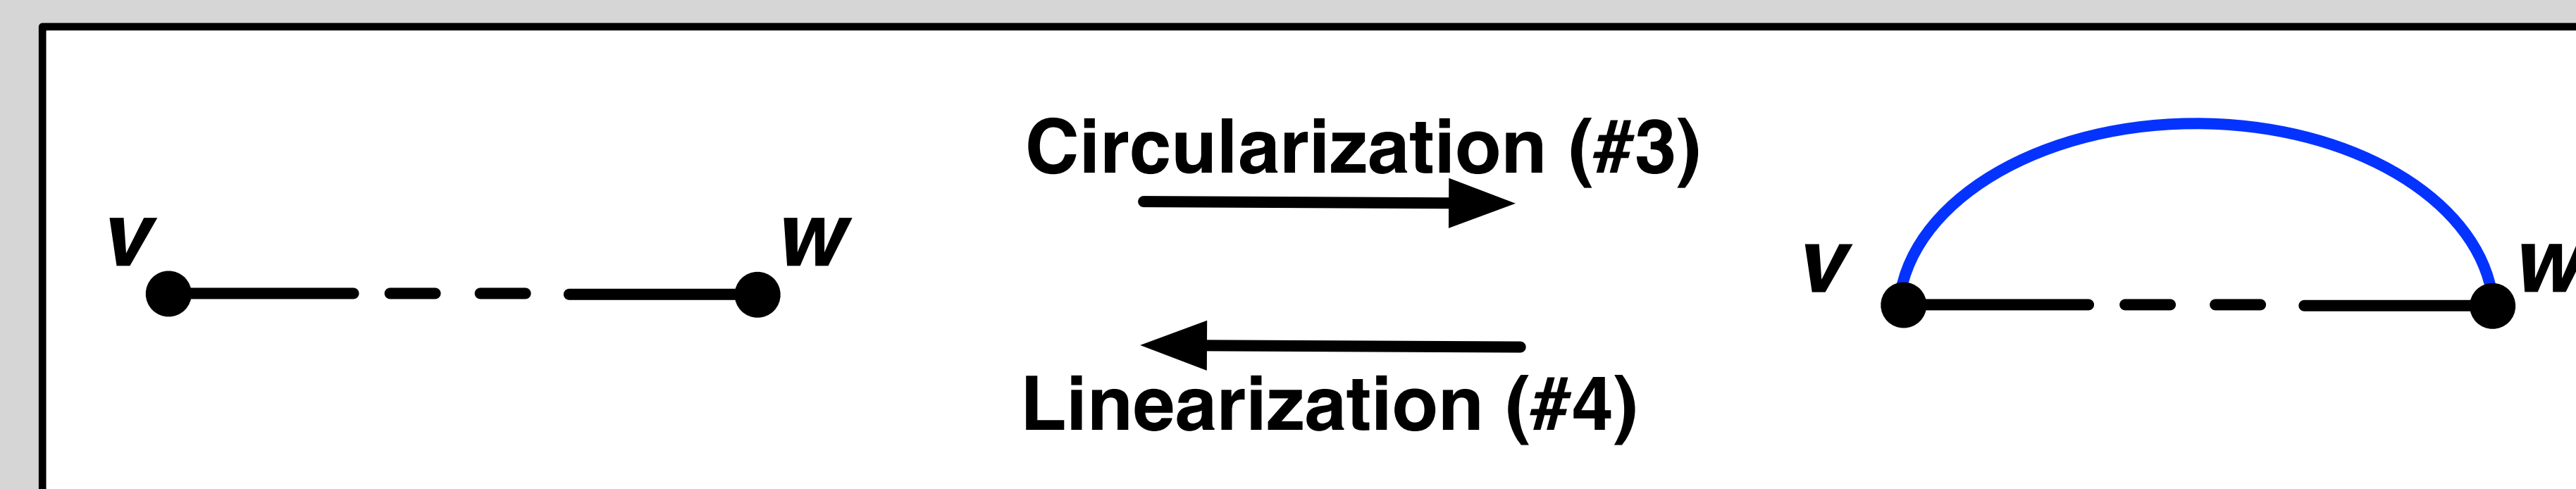 Circularization (#3)
v
w
v
w
Linearization (#4)